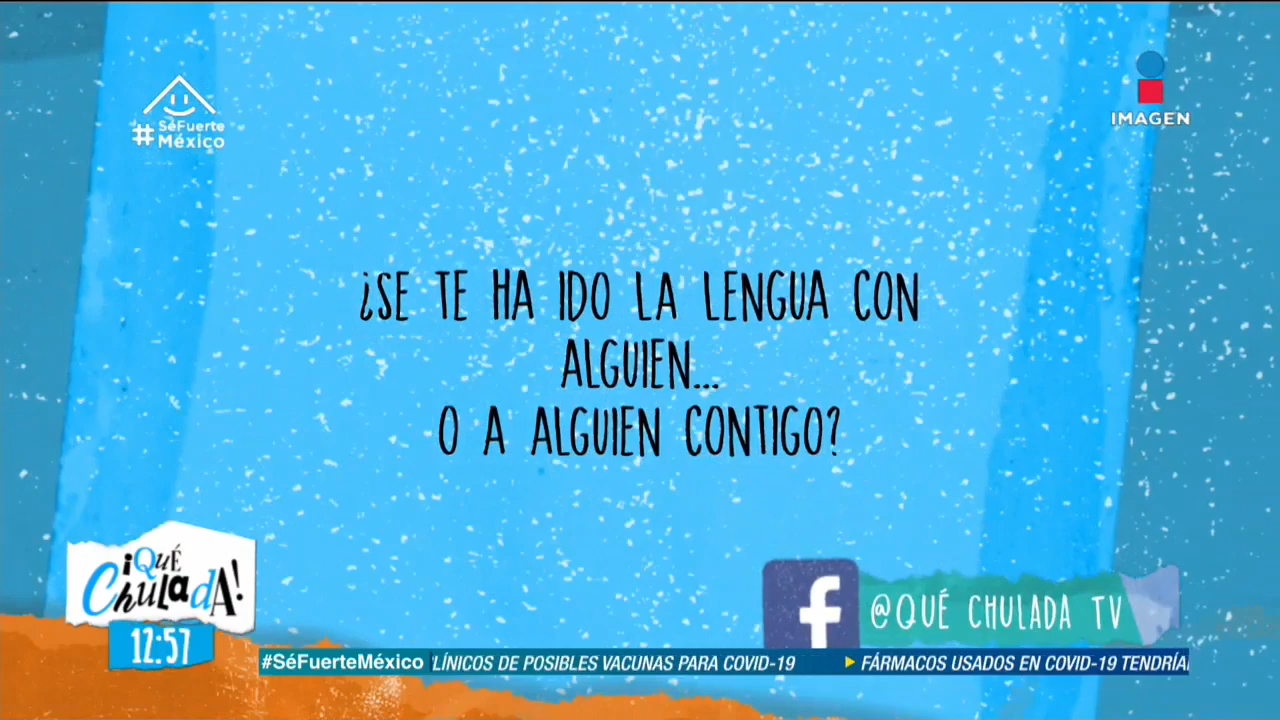 #SéFuerte
México
IMAGEN
¿SE TE HA IDO LA LENGUA CON
ALGUIEN...
O A ALGUIEN CONTIGO?
¡QUÉ
ChuLadA!
12:57
f @QUÉ CHULADA TV
#SéFuerteMéxico LÍNICOS DE POSIBLES VACUNAS PARA COVID-19 FÁRMACOS USADOS EN COVID-19 TENDRÍA